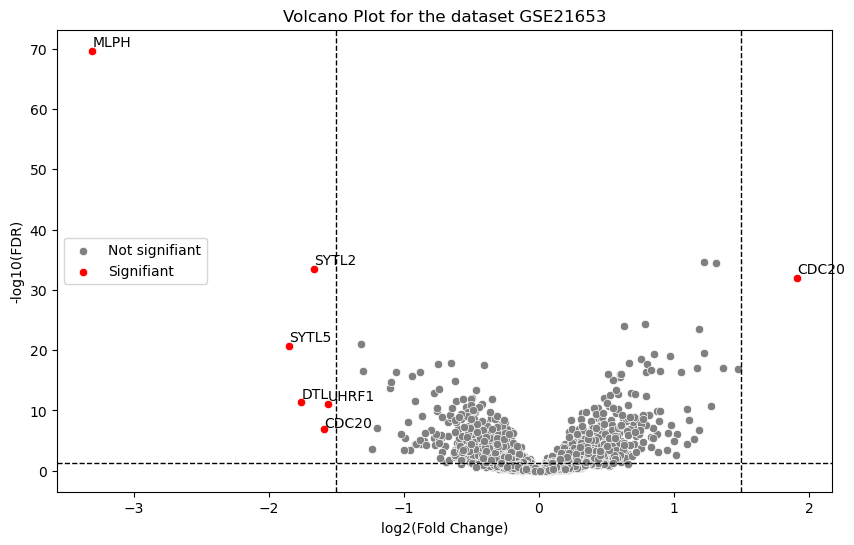 Volcano Plot for the dataset GSE21653
MLPH
SYTL2
CDC20
SYTL5
DTL
UHRF1
CDC20
Not signifiant
Signifiant
-log10(FDR)
70
60
50
40
30
20
10
0
−3
−2
−1
0
1
2
log2(Fold Change)